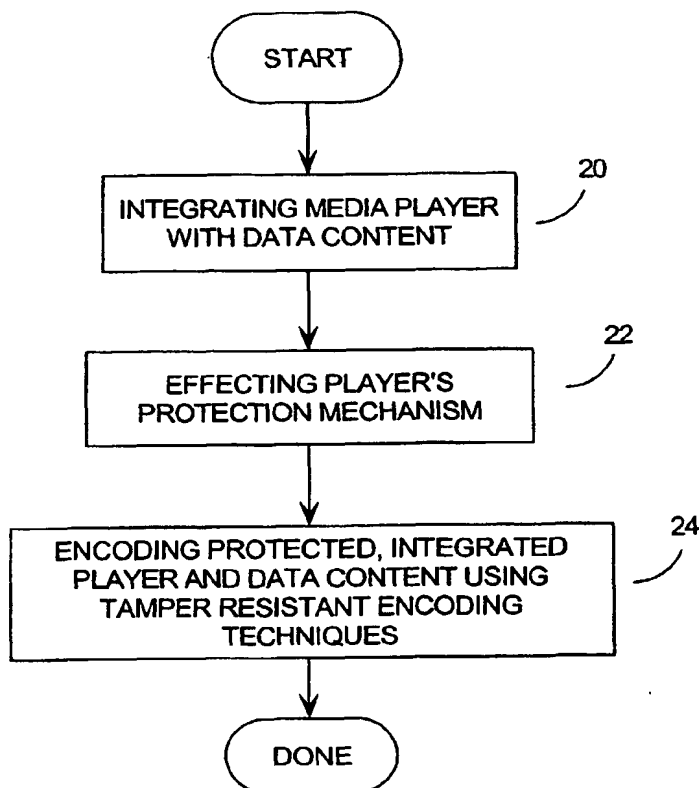 START
20
INTEGRATING MEDIA PLAYER
WITH DATA CONTENT
22
EFFECTING PLAYER'S
PROTECTION MECHANISM
24
ENCODING PROTECTED, INTEGRATED
PLAYER AND DATA CONTENT USING
TAMPER RESISTANT ENCODING
TECHNIQUES
DONE